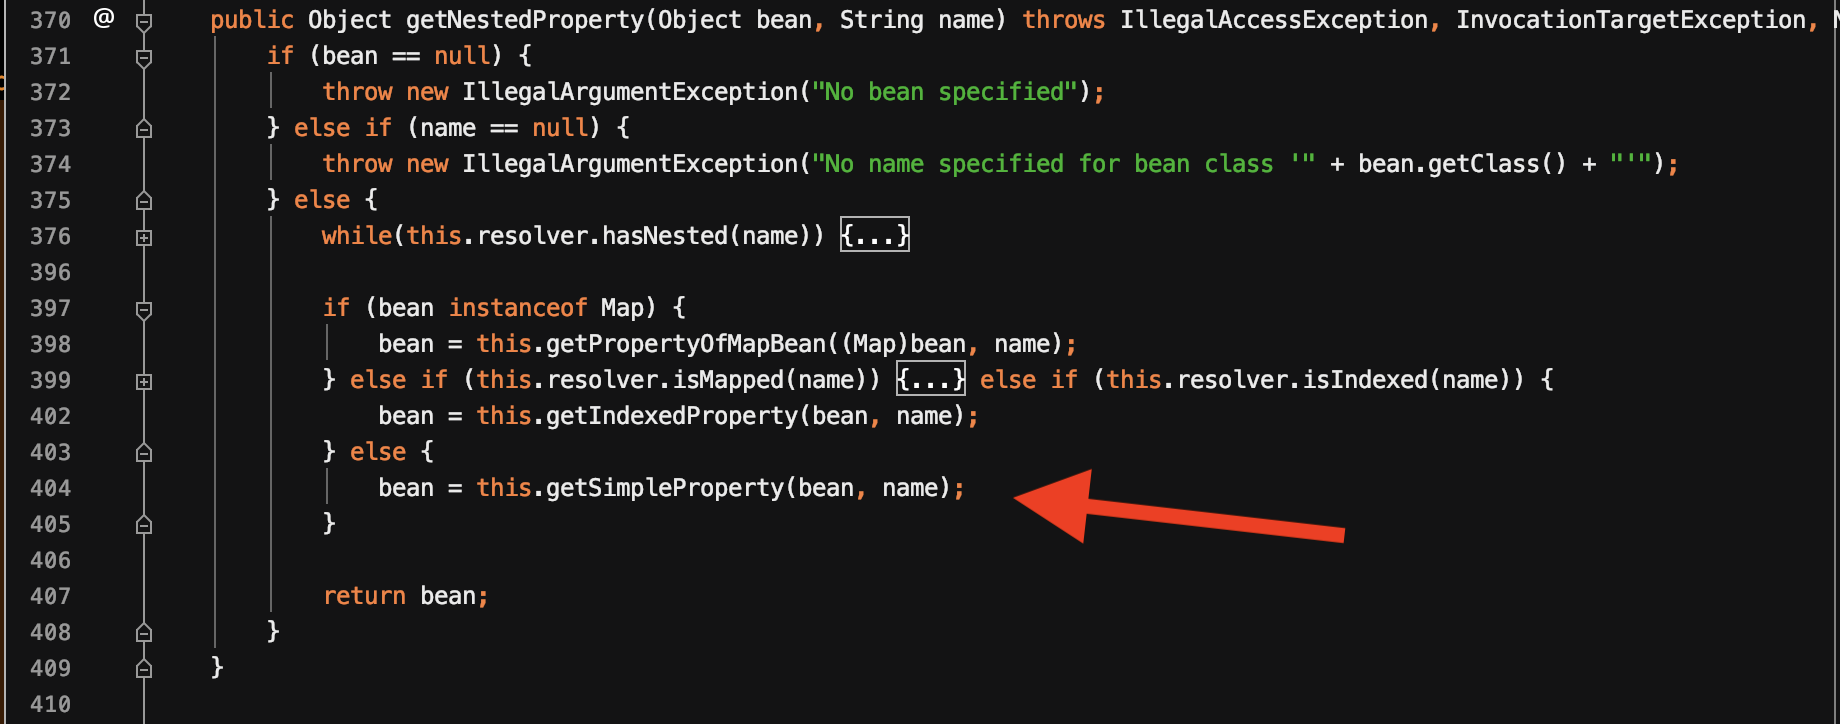 370 @ public Object getNestedProperty(Object bean, String name) throws IllegalAccessException, InvocationTargetException,
371 if (bean == null) {
372 throw new IllegalArgumentException("No bean specified");
373 } else if (name == null) {
374 throw new IllegalArgumentException("No name specified for bean class '" + bean.getClass() + "'");
375 } else {
376 while(this.resolver.hasNested(name)) {...}
396
397 if (bean instanceof Map) {
398 bean = this.getPropertyOfMapBean((Map)bean, name);
399 } else if (this.resolver.isMapped(name)) {...} else if (this.resolver.isIndexed(name)) {
402 bean = this.getIndexedProperty(bean, name);
403 } else {
404 bean = this.getSimpleProperty(bean, name);
405 }
406
407 return bean;
408 }
409 }
410